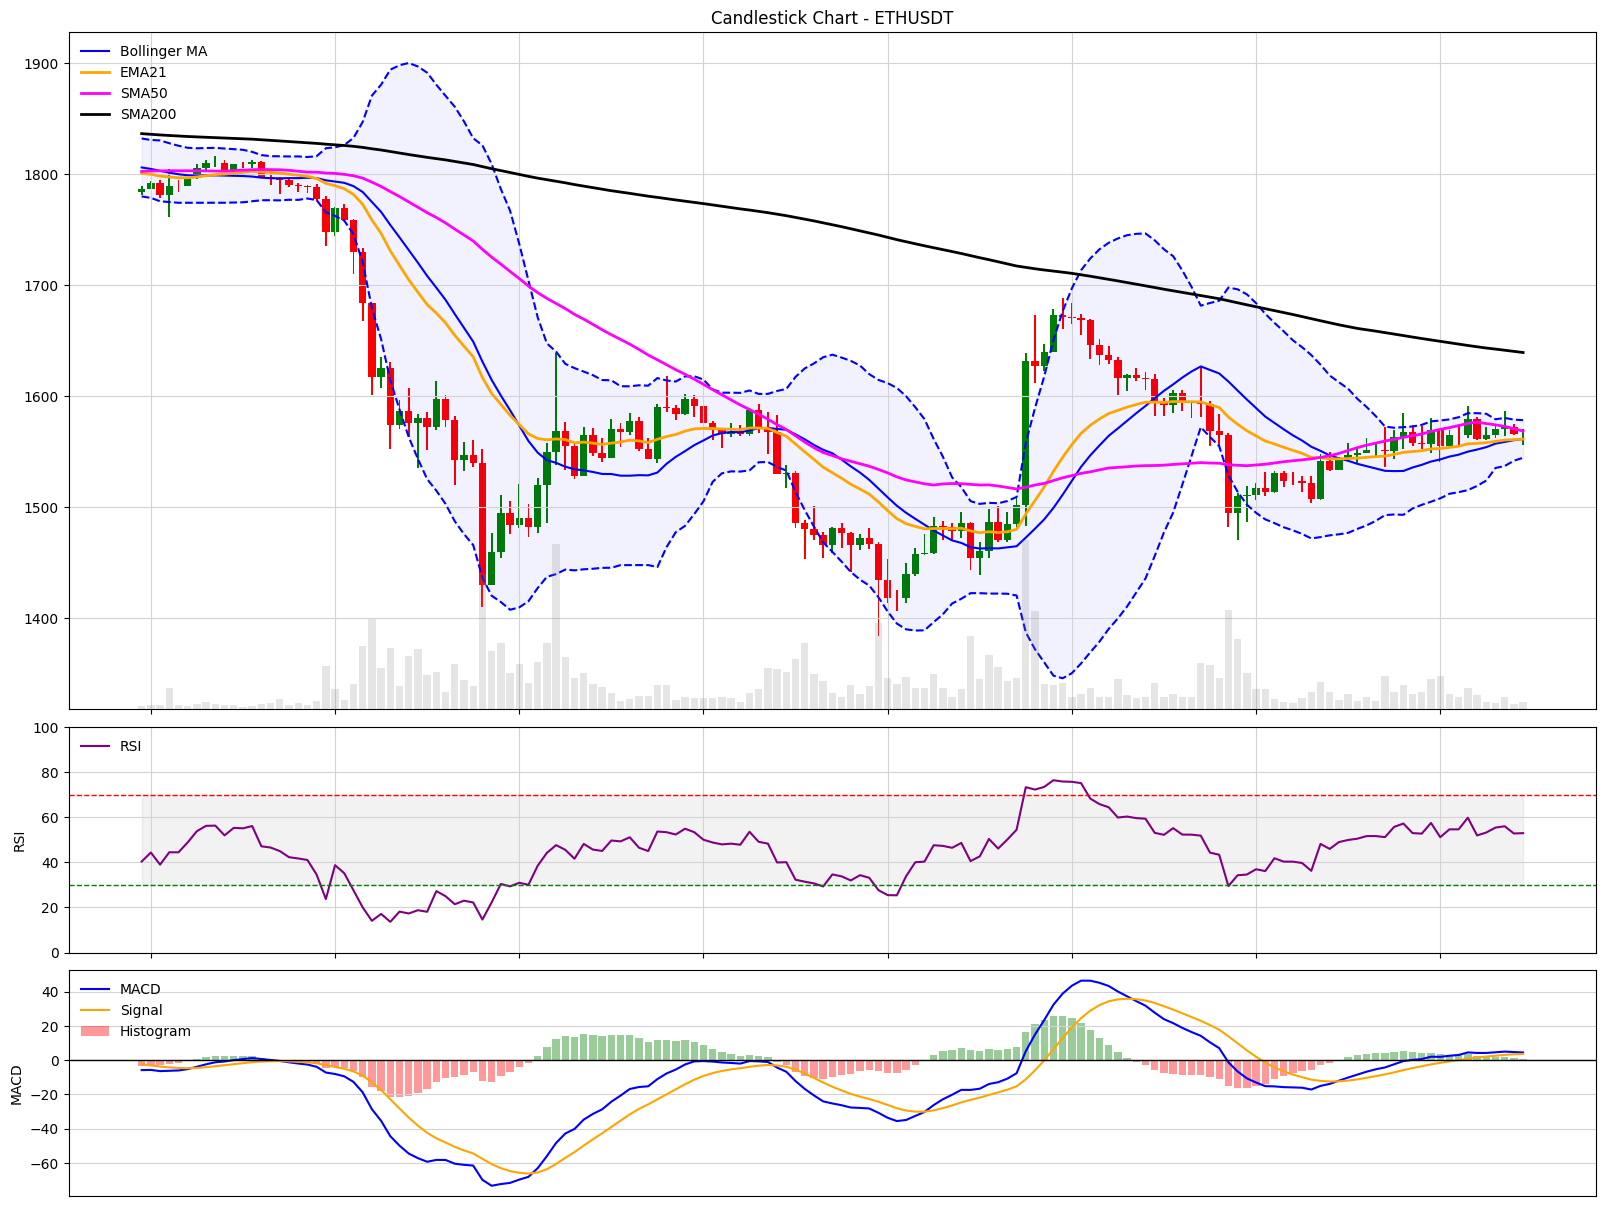 Candlestick Chart - ETHUSDT
Bollinger MA
EMA21
SMA50
SMA200
1900
1800
1700
1600
1500
1400
RSI
100
80
60
40
20
0
RSI
MACD
Signal
Histogram
40
20
0
−20
−40
−60
MACD